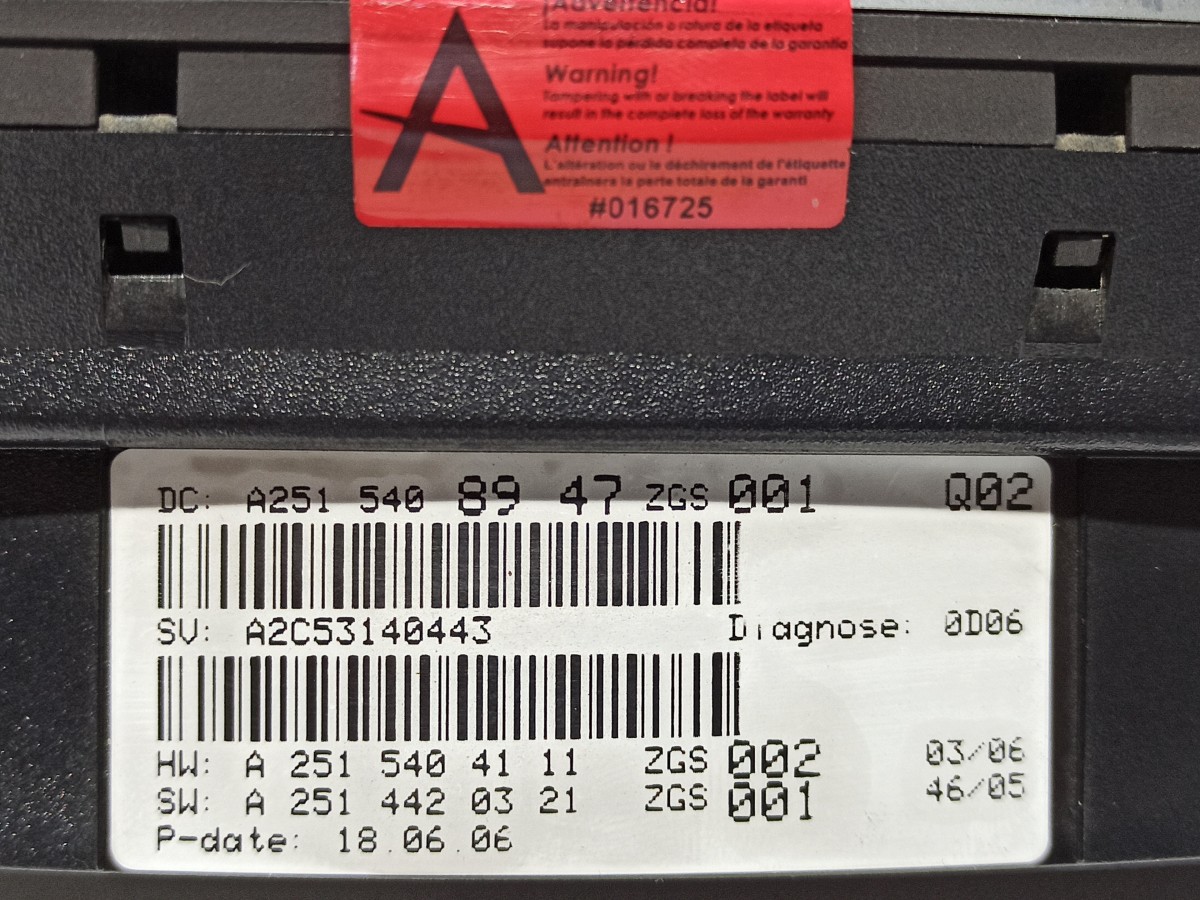 ¡Advertencia!
La manipulación o rotura de la etiqueta
supone la pérdida completa de la garantía
Warning!
Tampering with or breaking the label will
result in the complete loss of the warranty
Attention !
L'altération ou le déchirement de l'étiquette
entraînera la perte totale de la garanti
#016725
DC: A251 540 89 47 ZGS 001 Q02
SV: A2C53140443 Diagnose: 0D06
HW: A 251 540 41 11 ZGS 002 03/06
SW: A 251 442 03 21 ZGS 001 46/05
P-date: 18.06.06